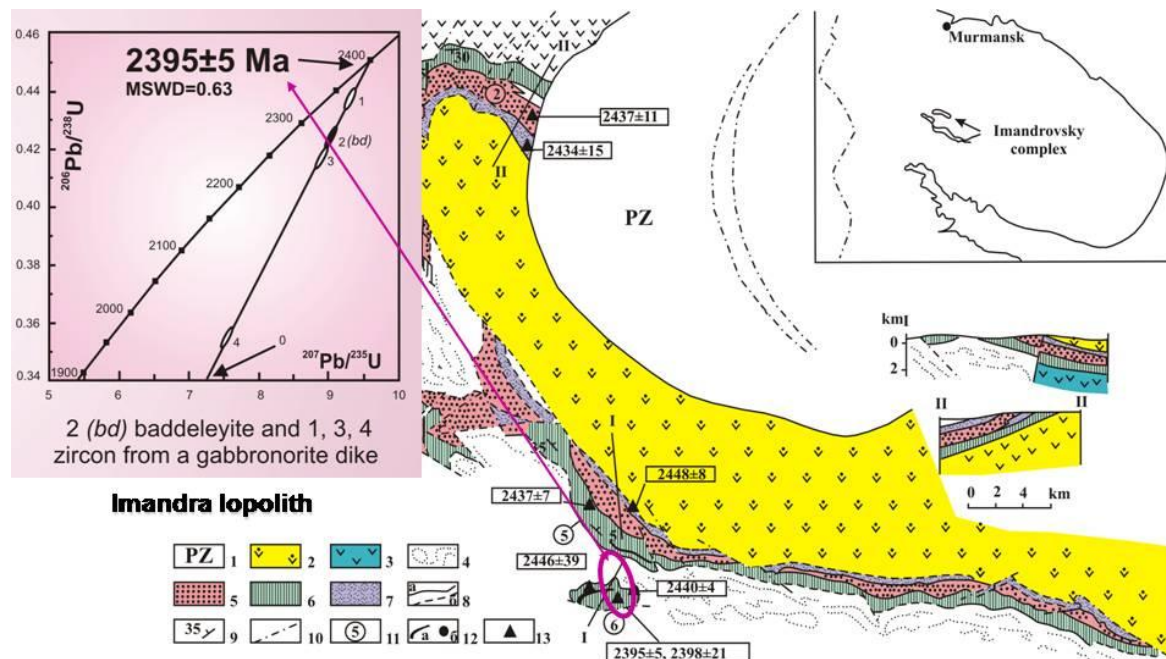 0.46
0.44
0.42
0.40
0.38
0.36
0.34
²⁰⁶Pb/²³⁸U
2395±5 Ma
MSWD=0.63
2400
2300
2200
2100
2000
1900
1
2 (bd)
3
4
0
²⁰⁷Pb/²³⁵U
5 6 7 8 9 10
2 (bd) baddeleyite and 1, 3, 4
zircon from a gabbronorite dike
Imandra lopolith
30
II
2
2437±11
2434±15
II
PZ
Murmansk
Imandrovsky
complex
km I
0
2
I
II II
0 2 4 km
35
I
2448±8
2437±7
5
5
2446±39
2440±4
I
6
2395±5, 2398±21
PZ 1
2
3
4
5
6
7
а б 8
35 9
10
5 11
а б 12
13